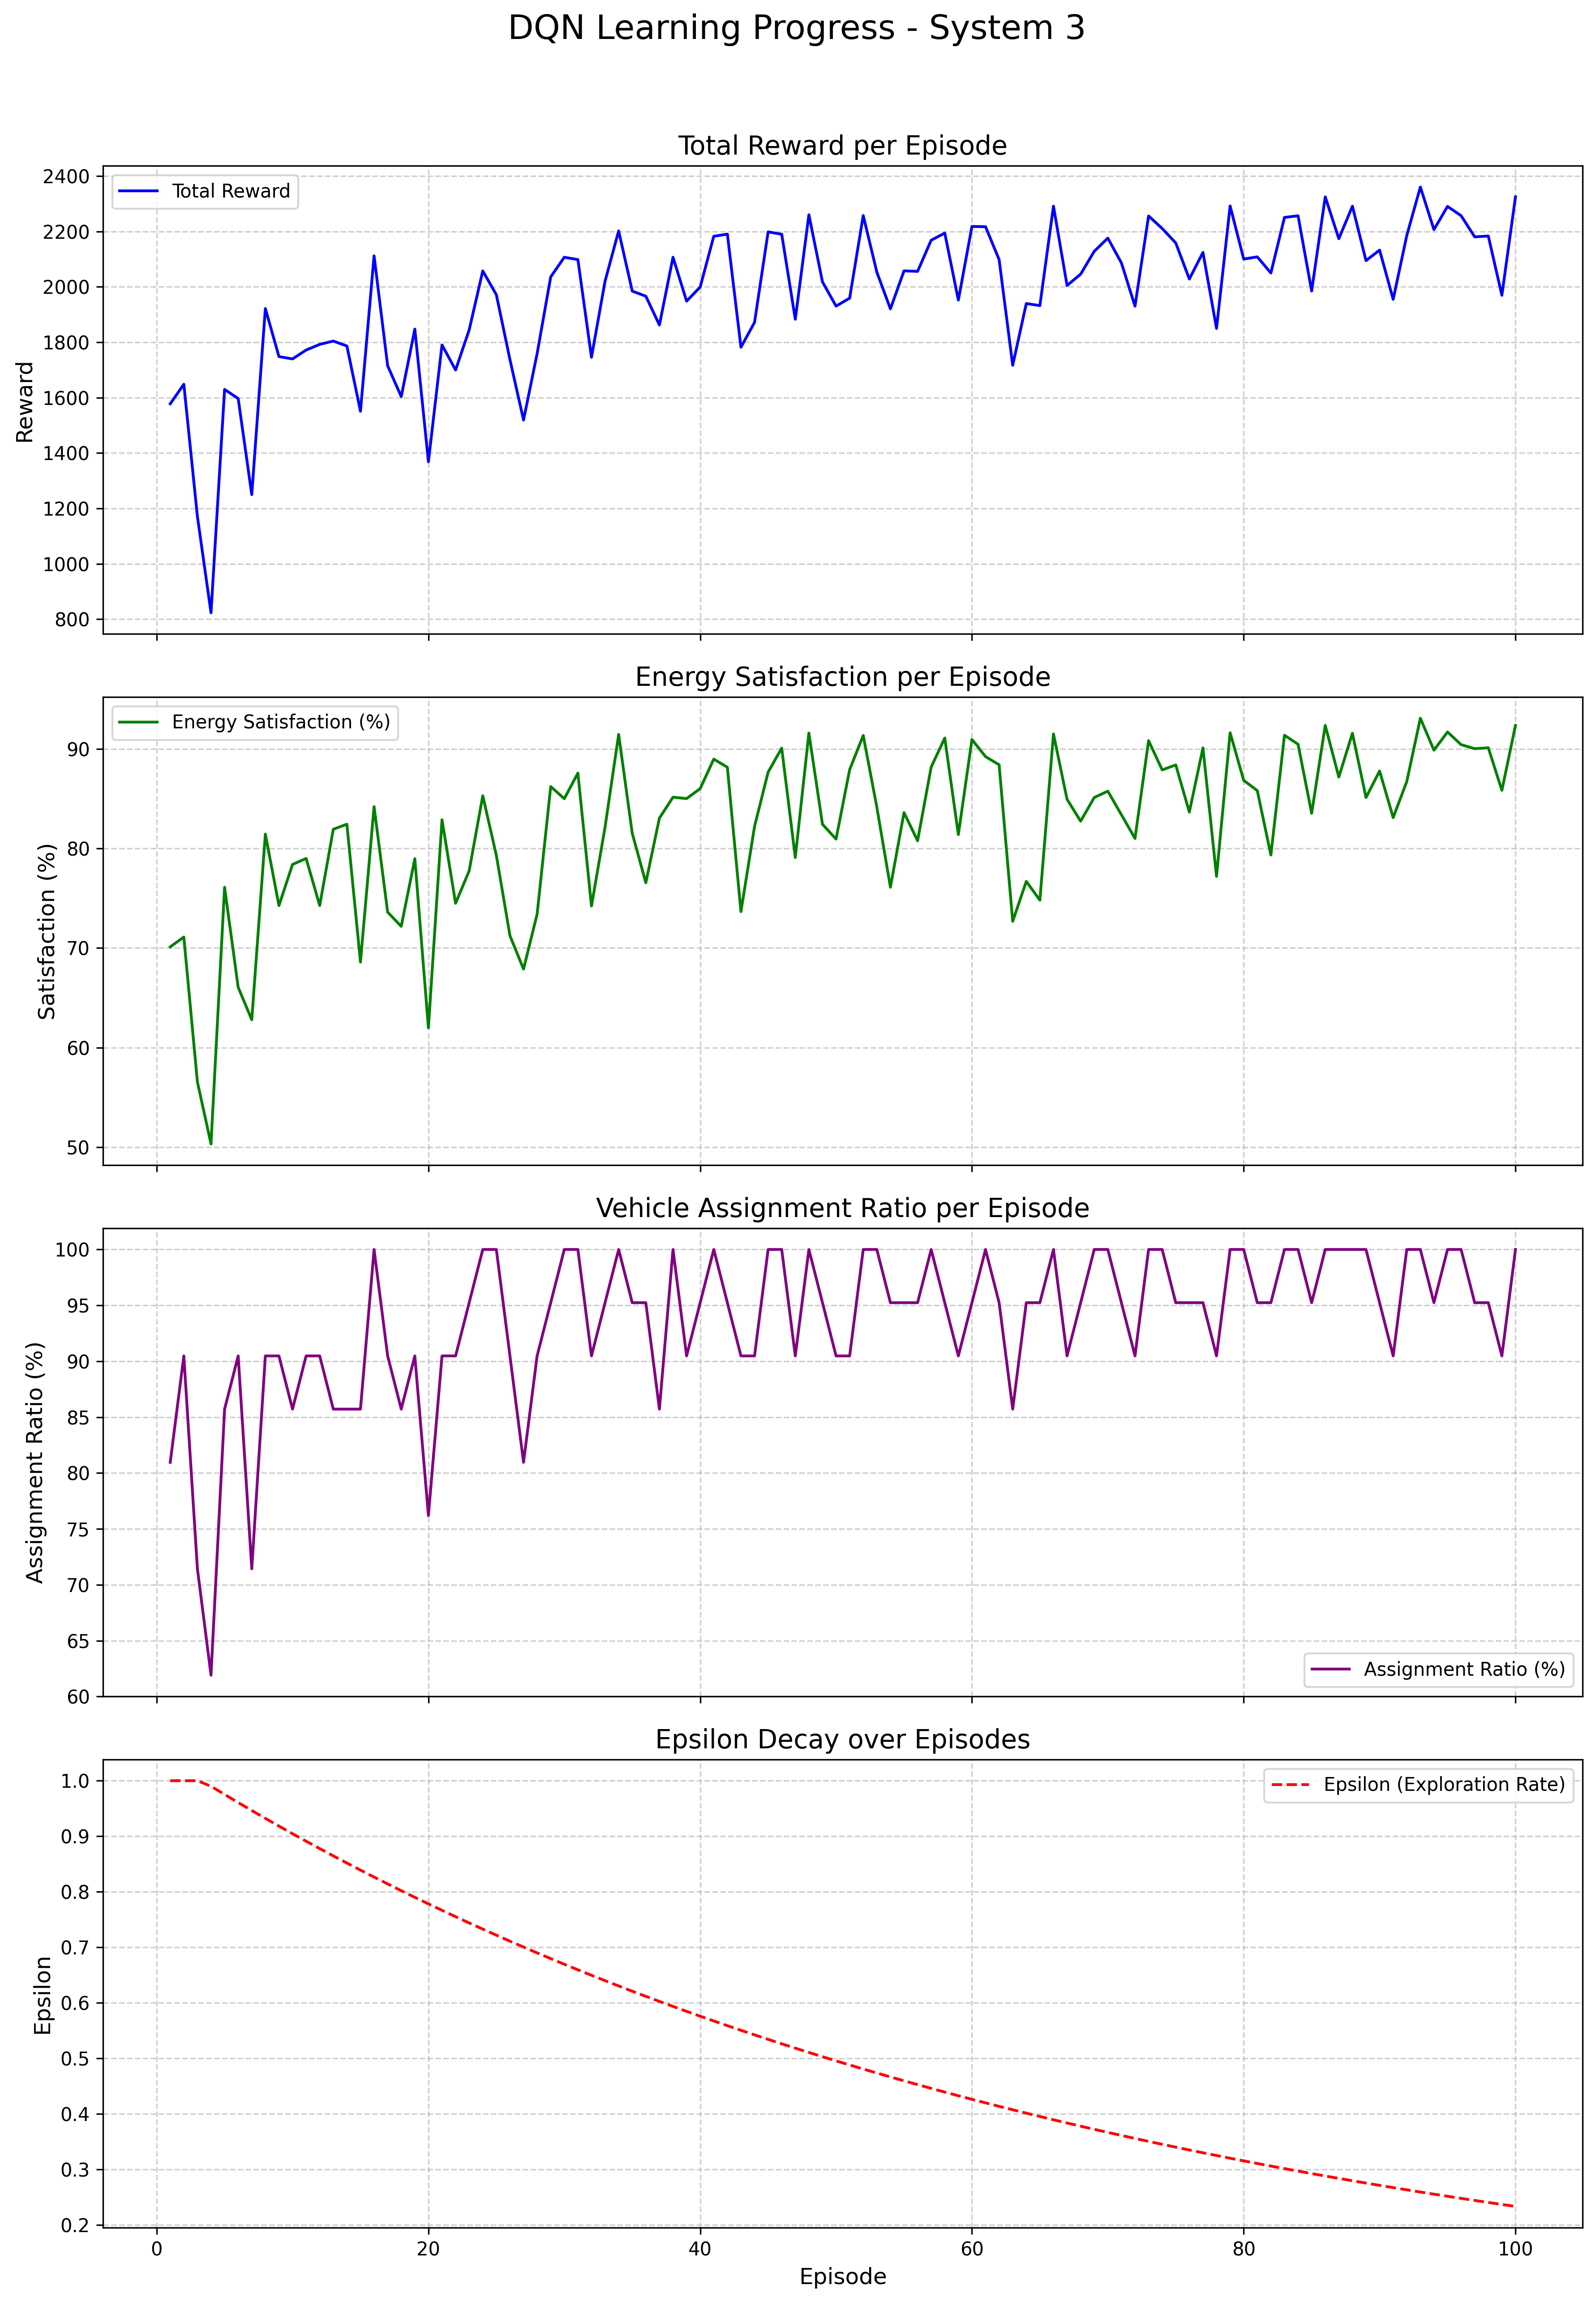 DQN Learning Progress - System 3
Total Reward per Episode
2400
2200
2000
1800
1600
1400
1200
1000
800
Reward
Total Reward
Energy Satisfaction per Episode
90
80
70
60
50
Satisfaction (%)
Energy Satisfaction (%)
Vehicle Assignment Ratio per Episode
100
95
90
85
80
75
70
65
60
Assignment Ratio (%)
Assignment Ratio (%)
Epsilon Decay over Episodes
1.0
0.9
0.8
0.7
0.6
0.5
0.4
0.3
0.2
Epsilon
Epsilon (Exploration Rate)
0 20 40 60 80 100
Episode